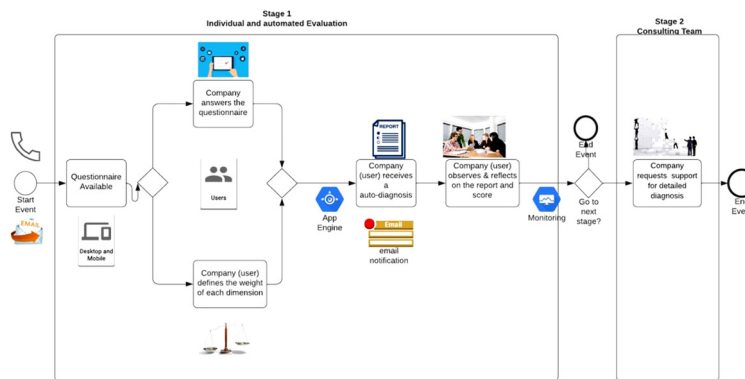 Stage 1
Individual and automated Evaluation
Stage 2
Consulting Team
Company
answers the
questionnaire
REPORT
Start
Event
EMAIL
Questionnaire
Available
Desktop and
Mobile
Users
Company (user)
defines the weight
of each dimension
App
Engine
Company
(user) receives
a
auto-diagnosis
Email
email
notification
Company (user)
observes & reflects
on the report and
score
Monitoring
End
Event
Go to
next
stage?
Company
requests support
for detailed
diagnosis